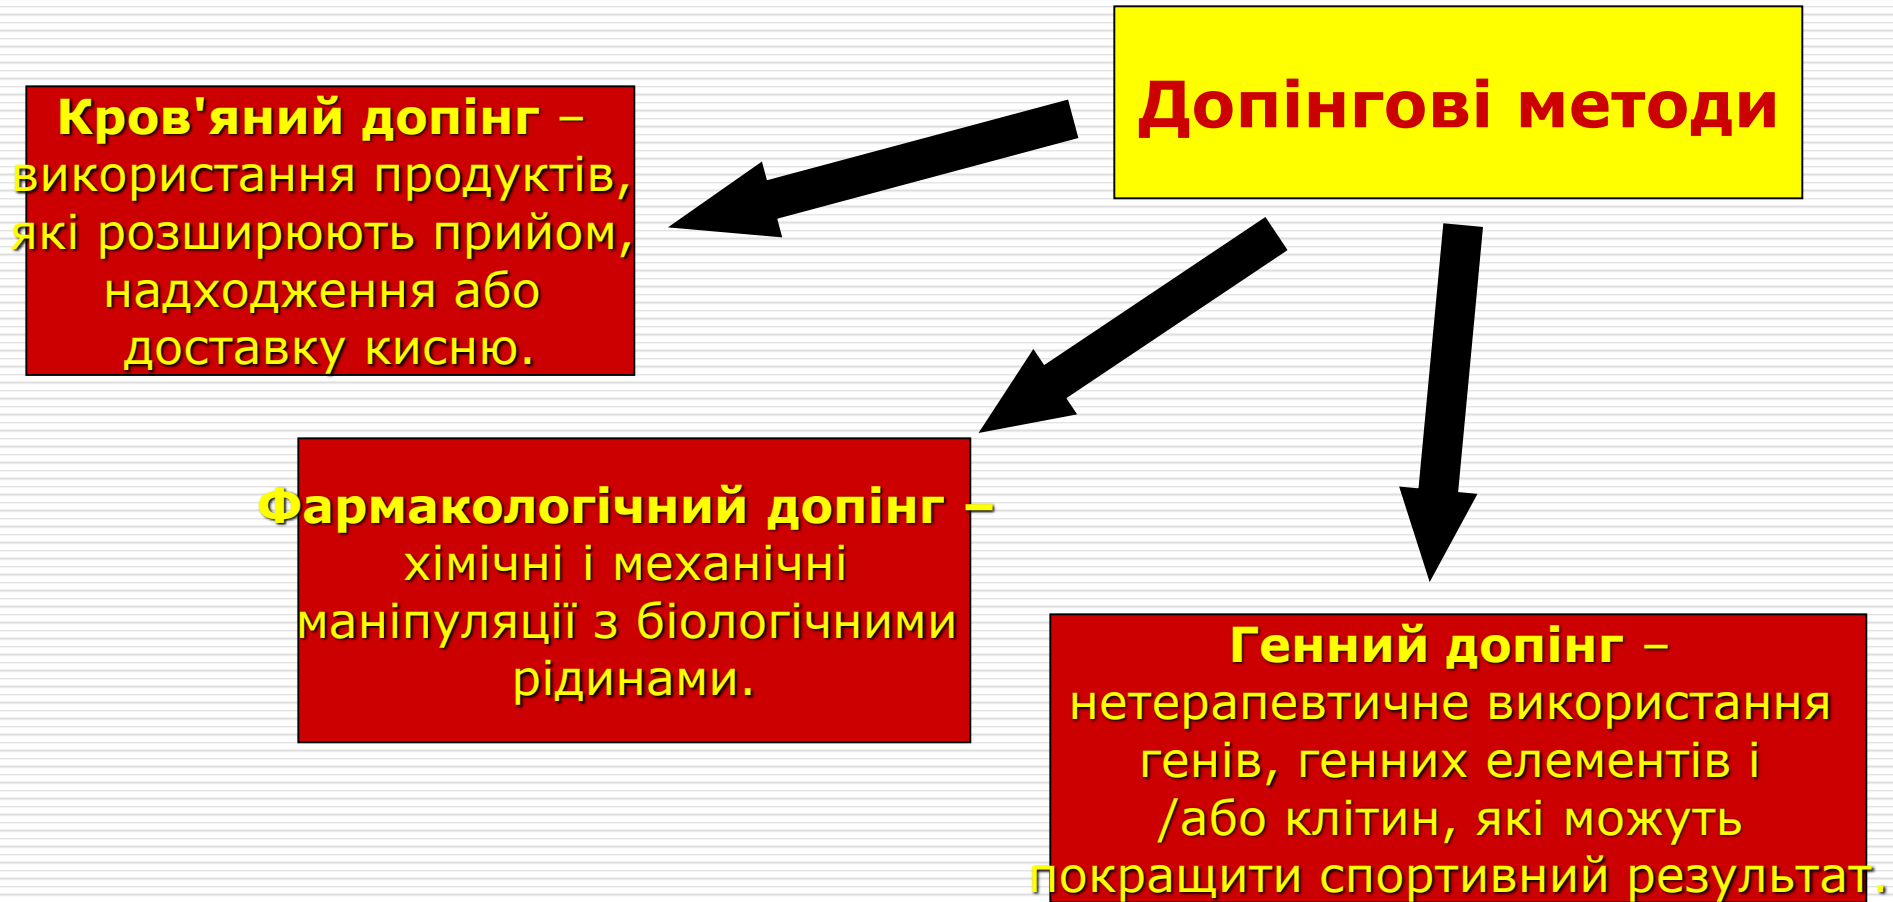 Допінгові методи
Кров'яний допінг –
використання продуктів,
які розширюють прийом,
надходження або
доставку кисню.
Фармакологічний допінг –
хімічні і механічні
маніпуляції з біологічними
рідинами.
Генний допінг –
нетерапевтичне використання
генів, генних елементів і
/або клітин, які можуть
покращити спортивний результат.